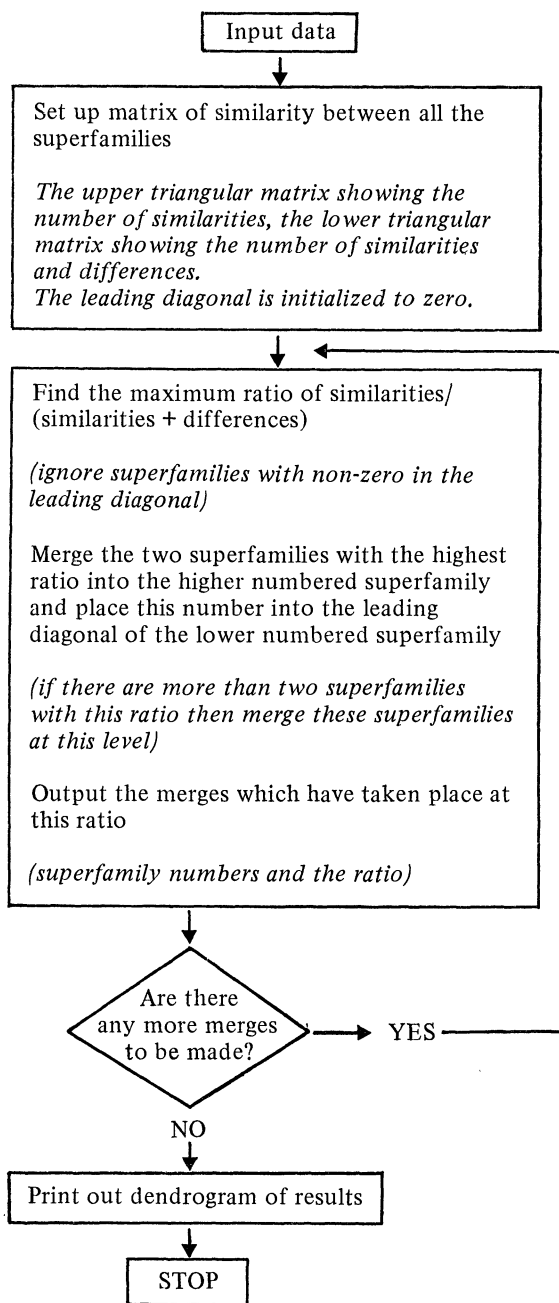 Input data
Set up matrix of similarity between all the
superfamilies
The upper triangular matrix showing the
number of similarities, the lower triangular
matrix showing the number of similarities
and differences.
The leading diagonal is initialized to zero.
Find the maximum ratio of similarities/
(similarities + differences)
(ignore superfamilies with non-zero in the
leading diagonal)
Merge the two superfamilies with the highest
ratio into the higher numbered superfamily
and place this number into the leading
diagonal of the lower numbered superfamily
(if there are more than two superfamilies
with this ratio then merge these superfamilies
at this level)
Output the merges which have taken place at
this ratio
(superfamily numbers and the ratio)
Are there
any more merges
to be made?
YES
NO
Print out dendrogram of results
STOP